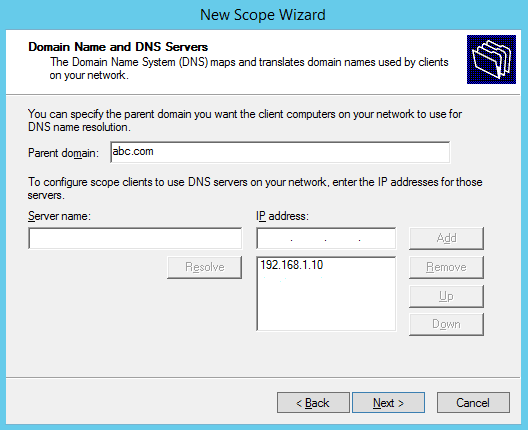 New Scope Wizard
Domain Name and DNS Servers
The Domain Name System (DNS) maps and translates domain names used by clients
on your network.
You can specify the parent domain you want the client computers on your network to use for
DNS name resolution.
Parent domain: abc.com
To configure scope clients to use DNS servers on your network, enter the IP addresses for those
servers.
Server name: IP address:
. . . Add
Resolve 192.168.1.10 Remove
Up
Down
< Back Next > Cancel